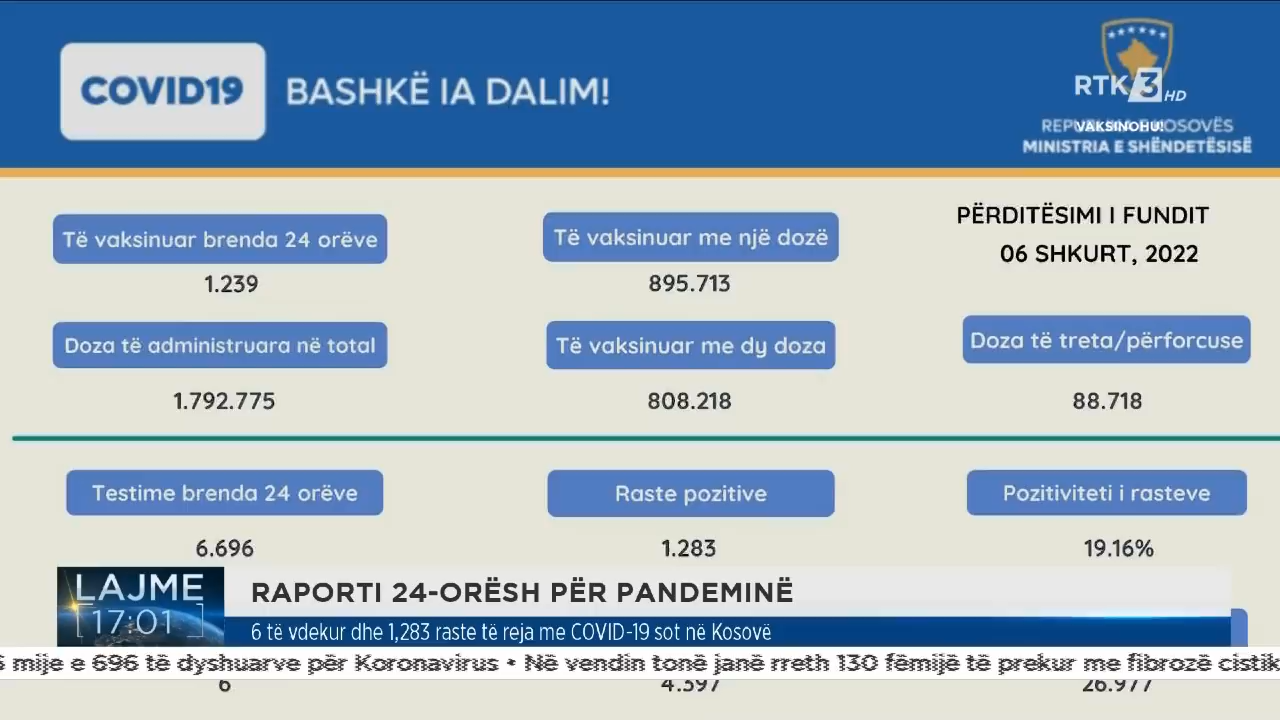 COVID19
BASHKË IA DALIM!
RTK 3 HD
VAKSINOHU!
MINISTRIA E SHËNDETËSISË
PËRDITËSIMI I FUNDIT
06 SHKURT, 2022
Të vaksinuar brenda 24 orëve
1.239
Të vaksinuar me një dozë
895.713
Doza të administruara në total
1.792.775
Të vaksinuar me dy doza
808.218
Doza të treta/përforcuse
88.718
Testime brenda 24 orëve
6.696
Raste pozitive
1.283
Pozitiviteti i rasteve
19.16%
LAJME
17:01
RAPORTI 24-ORËSH PËR PANDEMINË
6 të vdekur dhe 1,283 raste të reja me COVID-19 sot në Kosovë
mije e 696 të dyshuarve për Koronavirus • Në vendin tonë janë rreth 130 fëmijë të prekur me fibrozë cistik
6
4.397
26.977